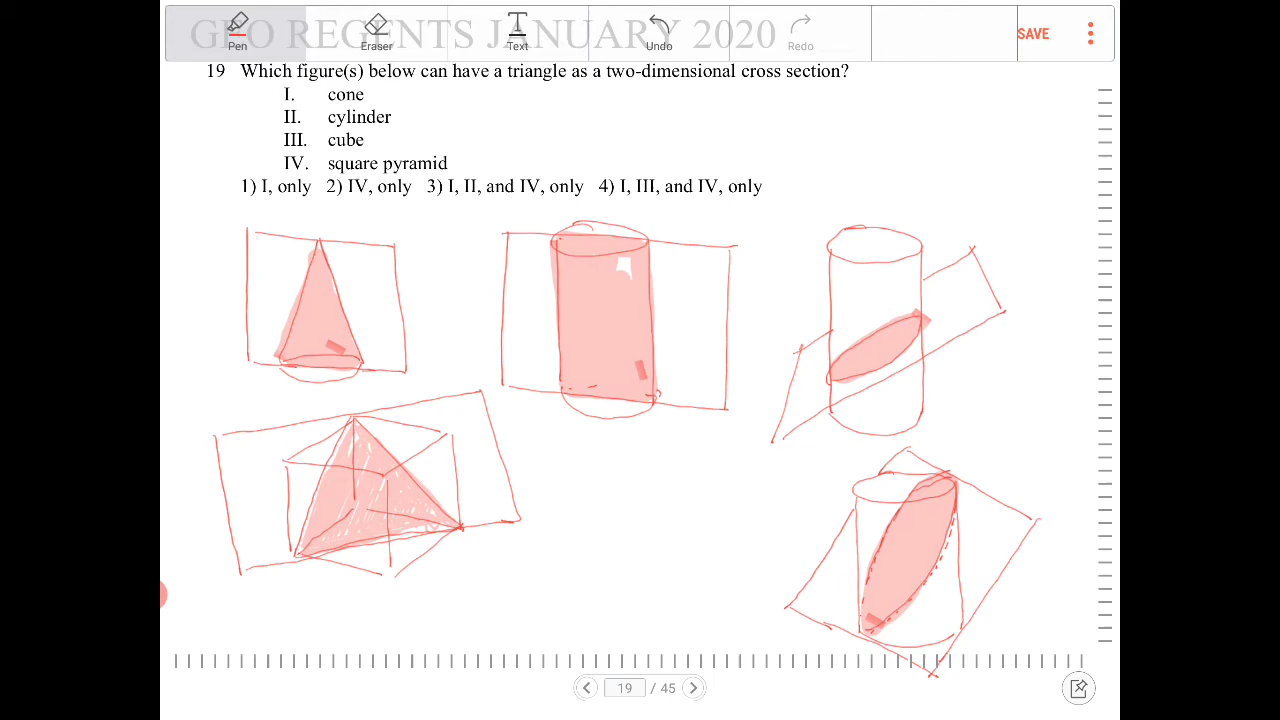 GEO REGENTS JANUARY 2020
Pen
Eraser
Text
Undo
Redo
SAVE
19 Which figure(s) below can have a triangle as a two-dimensional cross section?
I. cone
II. cylinder
III. cube
IV. square pyramid
1) I, only 2) IV, only 3) I, II, and IV, only 4) I, III, and IV, only
19 / 45